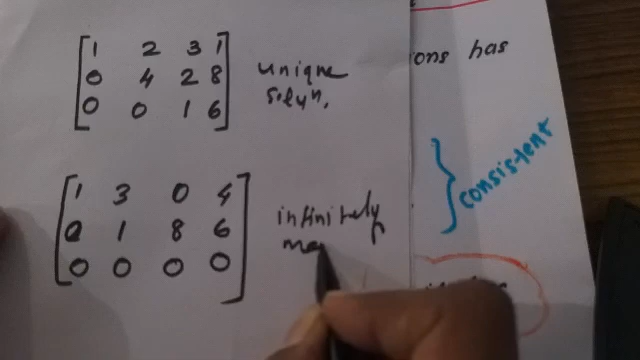 1 2 3 1
0 4 2 8
0 0 1 6
unique
solyⁿ.
ons has
consistent
1 3 0 4
0 1 8 6
0 0 0 0
infinitely